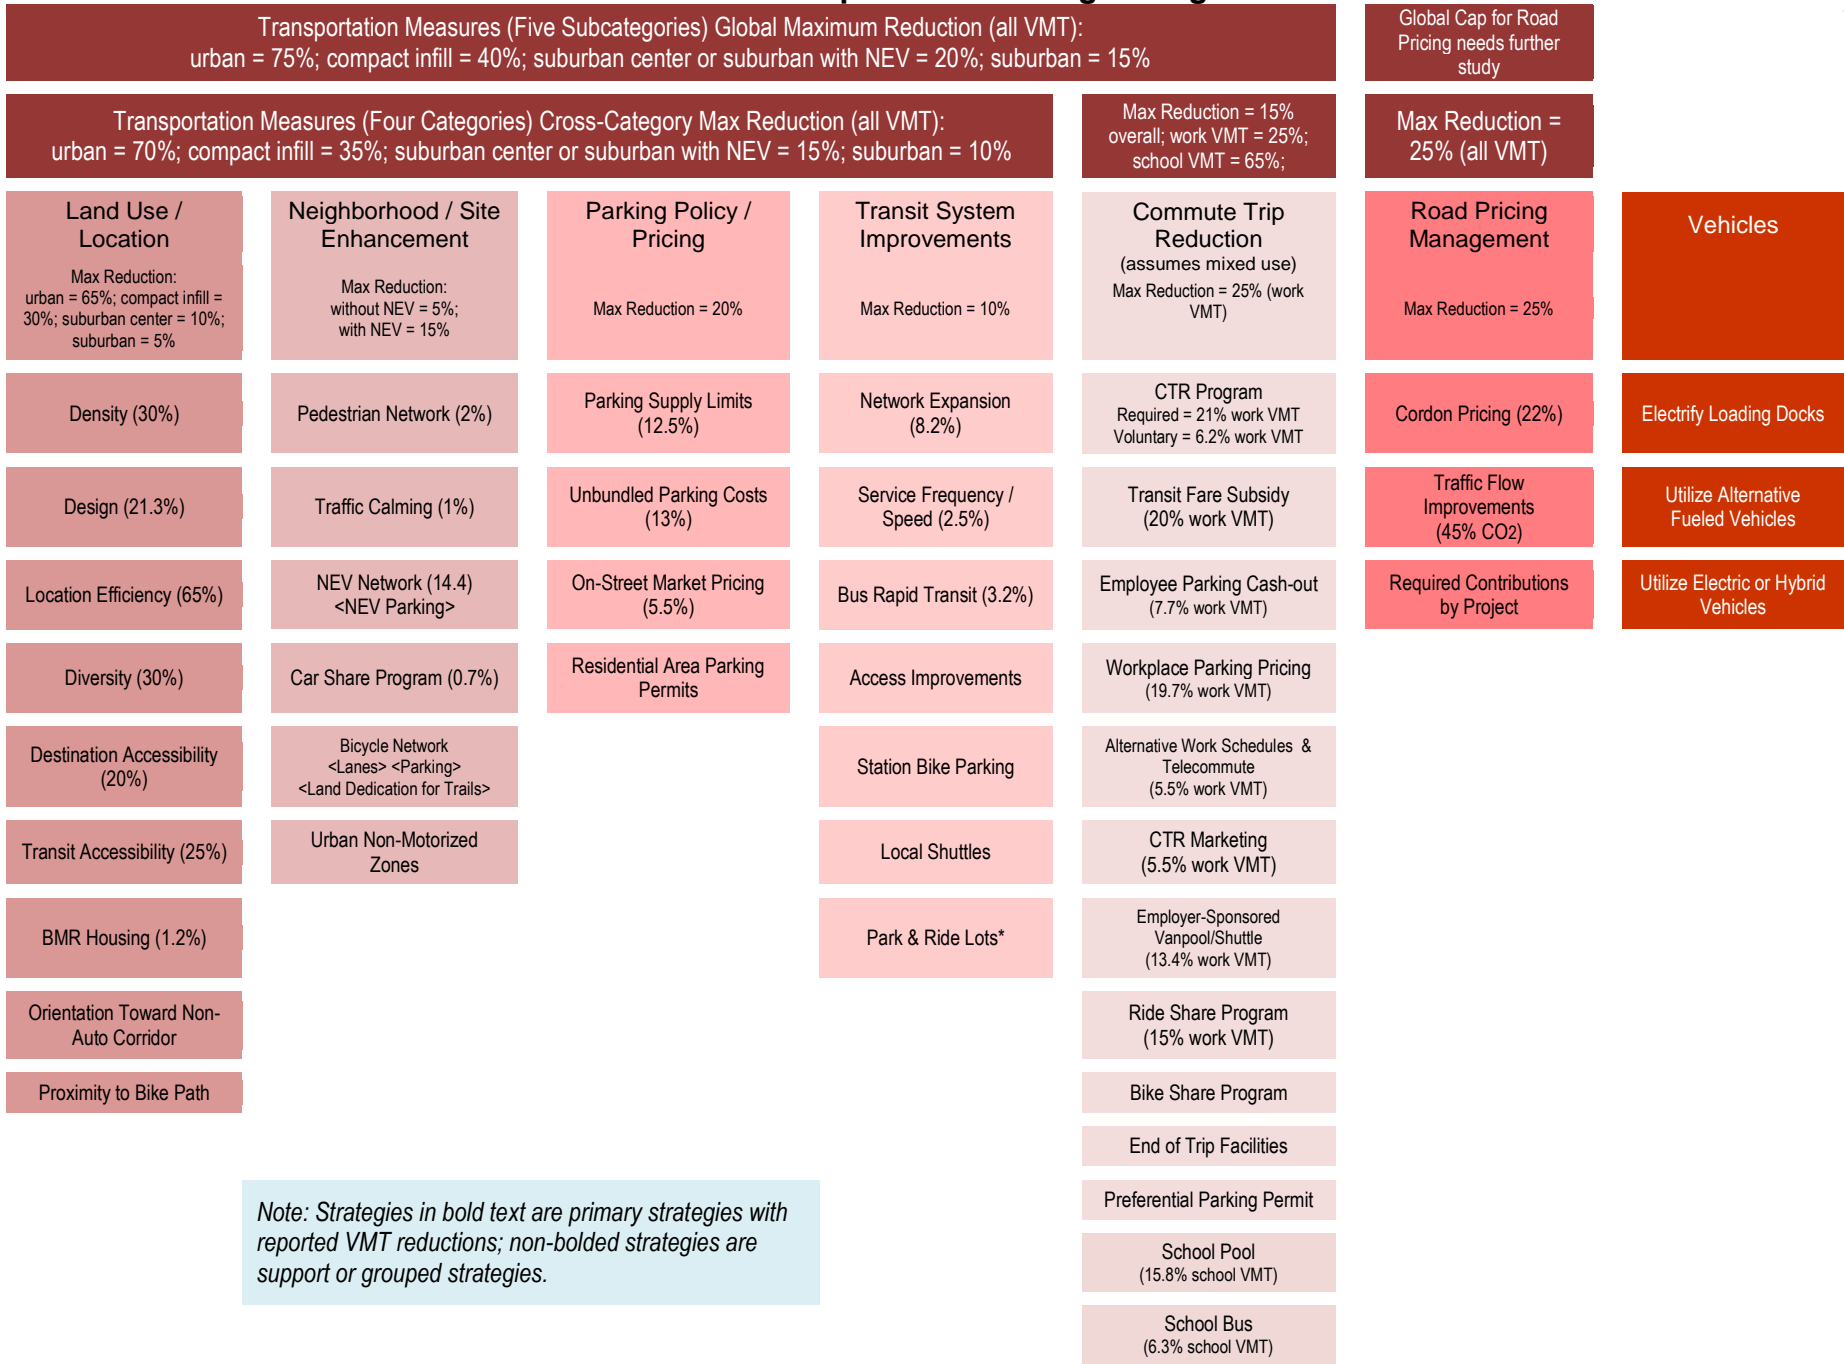 Transportation Measures (Five Subcategories) Global Maximum Reduction (all VMT):
urban = 75%; compact infill = 40%; suburban center or suburban with NEV = 20%; suburban = 15%
Global Cap for Road
Pricing needs further
study
Transportation Measures (Four Categories) Cross-Category Max Reduction (all VMT):
urban = 70%; compact infill = 35%; suburban center or suburban with NEV = 15%; suburban = 10%
Max Reduction = 15%
overall; work VMT = 25%;
school VMT = 65%;
Max Reduction =
25% (all VMT)
Land Use /
Location
Max Reduction:
urban = 65%; compact infill =
30%; suburban center = 10%;
suburban = 5%
Density (30%)
Design (21.3%)
Location Efficiency (65%)
Diversity (30%)
Destination Accessibility
(20%)
Transit Accessibility (25%)
BMR Housing (1.2%)
Orientation Toward Non-
Auto Corridor
Proximity to Bike Path
Neighborhood / Site
Enhancement
Max Reduction:
without NEV = 5%;
with NEV = 15%
Pedestrian Network (2%)
Traffic Calming (1%)
NEV Network (14.4)
<NEV Parking>
Car Share Program (0.7%)
Bicycle Network
<Lanes> <Parking>
<Land Dedication for Trails>
Urban Non-Motorized
Zones
Parking Policy /
Pricing
Max Reduction = 20%
Parking Supply Limits
(12.5%)
Unbundled Parking Costs
(13%)
On-Street Market Pricing
(5.5%)
Residential Area Parking
Permits
Transit System
Improvements
Max Reduction = 10%
Network Expansion
(8.2%)
Service Frequency /
Speed (2.5%)
Bus Rapid Transit (3.2%)
Access Improvements
Station Bike Parking
Local Shuttles
Park & Ride Lots*
Commute Trip
Reduction
(assumes mixed use)
Max Reduction = 25% (work
VMT)
CTR Program
Required = 21% work VMT
Voluntary = 6.2% work VMT
Transit Fare Subsidy
(20% work VMT)
Employee Parking Cash-out
(7.7% work VMT)
Workplace Parking Pricing
(19.7% work VMT)
Alternative Work Schedules &
Telecommute
(5.5% work VMT)
CTR Marketing
(5.5% work VMT)
Employer-Sponsored
Vanpool/Shuttle
(13.4% work VMT)
Ride Share Program
(15% work VMT)
Bike Share Program
End of Trip Facilities
Preferential Parking Permit
School Pool
(15.8% school VMT)
School Bus
(6.3% school VMT)
Road Pricing
Management
Max Reduction = 25%
Cordon Pricing (22%)
Traffic Flow
Improvements
(45% CO2)
Required Contributions
by Project
Vehicles
Electrify Loading Docks
Utilize Alternative
Fueled Vehicles
Utilize Electric or Hybrid
Vehicles
Note: Strategies in bold text are primary strategies with
reported VMT reductions; non-bolded strategies are
support or grouped strategies.